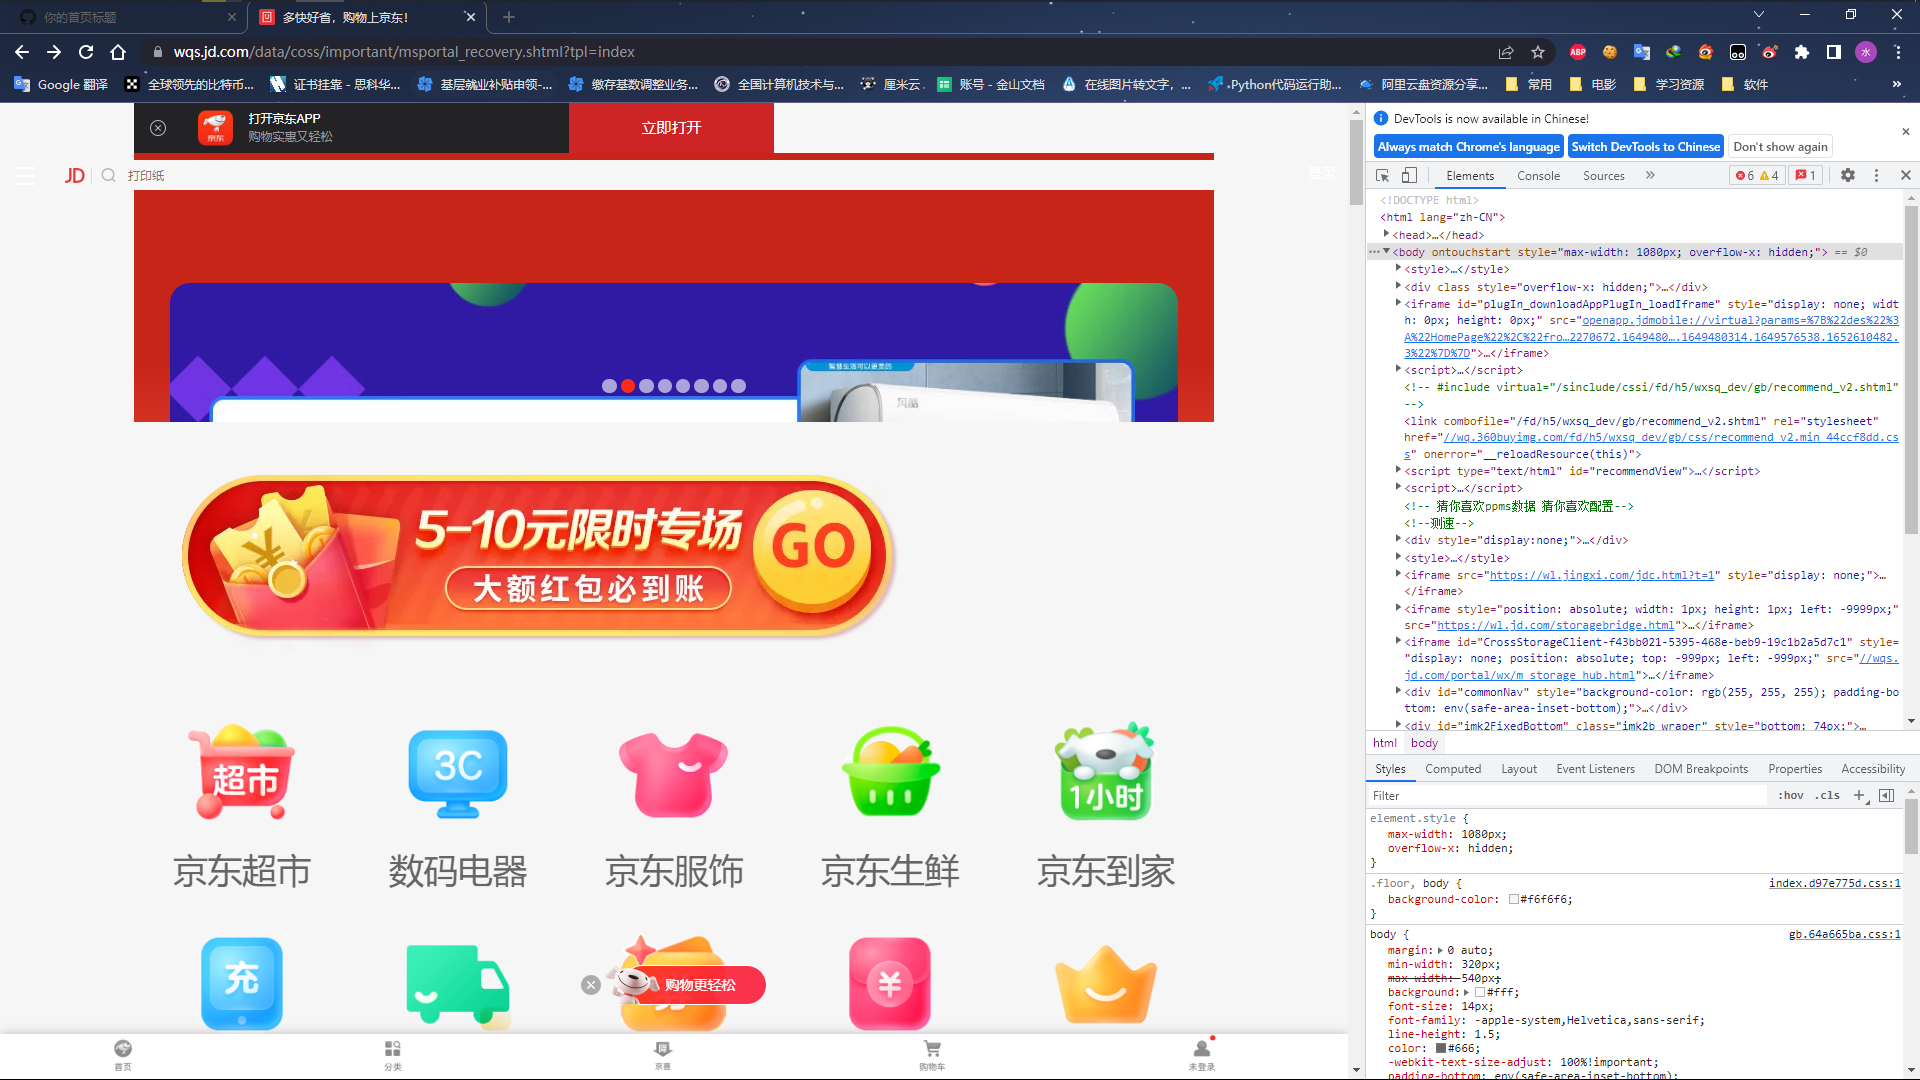 你的首页标题
多快好省，购物上京东！
wqs.jd.com/data/coss/important/msportal_recovery.shtml?tpl=index
ABP
水
Google 翻译
全球领先的比特币...
证书挂靠 - 思科华...
基层就业补贴申领-...
缴存基数调整业务...
全国计算机技术与...
厘米云
账号 - 金山文档
在线图片转文字，...
Python代码运行助...
阿里云盘资源分享...
常用
电影
学习资源
软件
»
京东
打开京东APP
购物实惠又轻松
立即打开
JD
打印纸
登录
智慧生活可以更美的
风酷
5-10元限时专场
大额红包必到账
GO
超市
3C
1小时
京东超市
数码电器
京东服饰
京东生鲜
京东到家
充
¥
购物更轻松
首页
分类
京喜
购物车
未登录
DevTools is now available in Chinese!
Always match Chrome's language
Switch DevTools to Chinese
Don't show again
Elements
Console
Sources
»
6
4
1
<!DOCTYPE html>
<html lang="zh-CN">
<head>…</head>
<body ontouchstart style="max-width: 1080px; overflow-x: hidden;"> == $0
<style>…</style>
<div class style="overflow-x: hidden;">…</div>
<iframe id="plugIn_downloadAppPlugIn_loadIframe" style="display: none; widt
h: 0px; height: 0px;" src="openapp.jdmobile://virtual?params=%7B%22des%22%3
A%22HomePage%22%2C%22fro…2270672.1649480….1649480314.1649576538.1652610482.
3%22%7D%7D">…</iframe>
<script>…</script>
<!-- #include virtual="/sinclude/cssi/fd/h5/wxsq_dev/gb/recommend_v2.shtml"
-->
<link combofile="/fd/h5/wxsq_dev/gb/recommend_v2.shtml" rel="stylesheet"
href="//wq.360buyimg.com/fd/h5/wxsq_dev/gb/css/recommend_v2.min_44ccf8dd.cs
s" onerror="__reloadResource(this)">
<script type="text/html" id="recommendView">…</script>
<script>…</script>
<!-- 猜你喜欢ppms数据 猜你喜欢配置-->
<!--测速-->
<div style="display:none;">…</div>
<style>…</style>
<iframe src="https://wl.jingxi.com/jdc.html?t=1" style="display: none;">…
</iframe>
<iframe style="position: absolute; width: 1px; height: 1px; left: -9999px;"
src="https://wl.jd.com/storagebridge.html">…</iframe>
<iframe id="CrossStorageClient-f43bb021-5395-468e-beb9-19c1b2a5d7c1" style=
"display: none; position: absolute; top: -999px; left: -999px;" src="//wqs.
jd.com/portal/wx/m_storage_hub.html">…</iframe>
<div id="commonNav" style="background-color: rgb(255, 255, 255); padding-bo
ttom: env(safe-area-inset-bottom);">…</div>
<div id="imk2FixedBottom" class="imk2b_wraper" style="bottom: 74px;">…
html
body
Styles
Computed
Layout
Event Listeners
DOM Breakpoints
Properties
Accessibility
Filter
:hov
.cls
element.style {
max-width: 1080px;
overflow-x: hidden;
}
.floor, body {
index.d97e775d.css:1
background-color: #f6f6f6;
}
body {
gb.64a665ba.css:1
margin: 0 auto;
min-width: 320px;
max-width: 540px;
background: #fff;
font-size: 14px;
font-family: -apple-system,Helvetica,sans-serif;
line-height: 1.5;
color: #666;
-webkit-text-size-adjust: 100%!important;
padding-bottom: env(safe-area-inset-bottom);